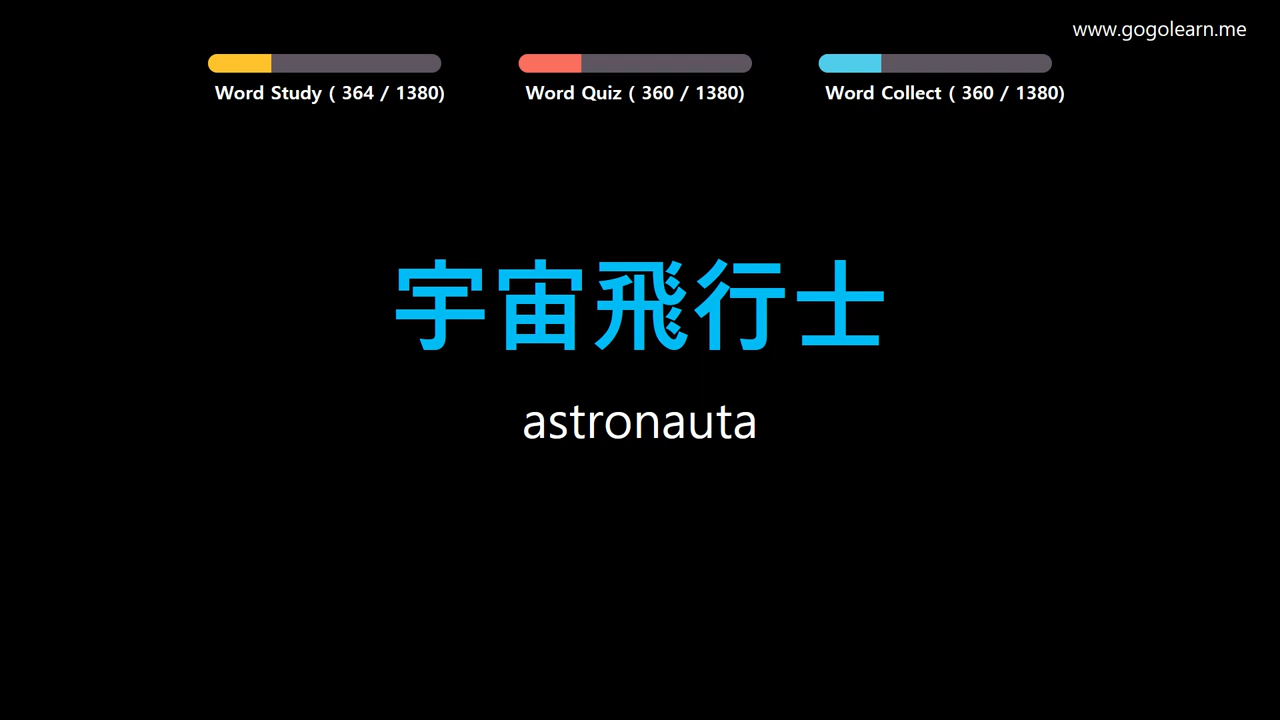 www.gogolearn.me
Word Study ( 364 / 1380)
Word Quiz ( 360 / 1380)
Word Collect ( 360 / 1380)
宇宙飛行士
astronauta